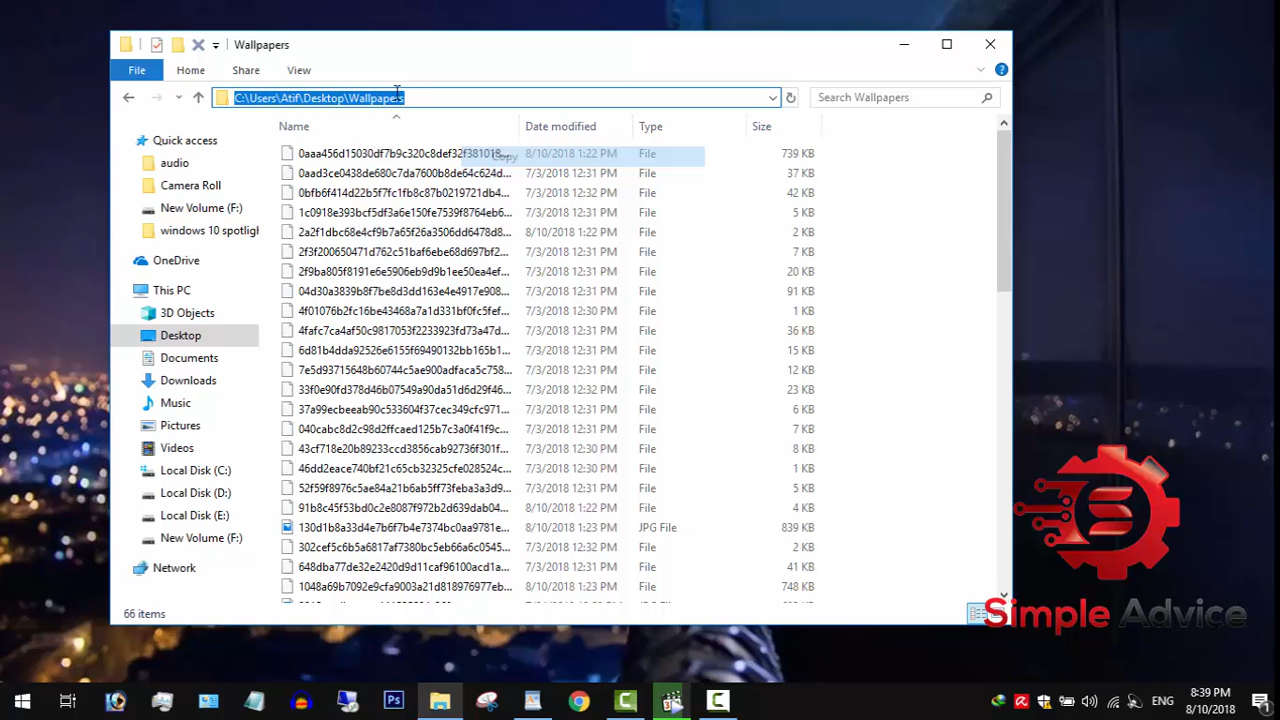 Wallpapers
File Home Share View
C:\Users\Atif\Desktop\Wallpapers
Search Wallpapers
Name Date modified Type Size
Quick access
audio
Camera Roll
New Volume (F:)
windows 10 spotligh
OneDrive
This PC
3D Objects
Desktop
Documents
Downloads
Music
Pictures
Videos
Local Disk (C:)
Local Disk (D:)
Local Disk (E:)
New Volume (F:)
Network
0aaa456d15030df7b9c320c8def32f381018... 8/10/2018 1:22 PM File 739 KB
Copy
0aad3ce0438de680c7da7600b8de64c624d... 7/3/2018 12:31 PM File 37 KB
0bfb6f414d22b5f7fc1fb8c87b0219721db4... 7/3/2018 12:32 PM File 42 KB
1c0918e393bcf5df3a6e150fe7539f8764eb6... 7/3/2018 12:31 PM File 5 KB
2a2f1dbc68e4cf9b7a65f26a3506dd6478d8... 8/10/2018 1:22 PM File 2 KB
2f3f200650471d762c51baf6ebe68d697bf2... 7/3/2018 12:31 PM File 7 KB
2f9ba805f8191e6e5906eb9d9b1ee50ea4ef... 7/3/2018 12:31 PM File 20 KB
04d30a3839b8f7be8d3dd163e4e4917e908... 7/3/2018 12:31 PM File 91 KB
4f01076b2fc16be43468a7a1d331bf0fc5fef... 7/3/2018 12:31 PM File 1 KB
4fafc7ca4af50c9817053f2233923fd73a47d... 7/3/2018 12:31 PM File 36 KB
6d81b4dda92526e6155f69490132bb165b1... 7/3/2018 12:31 PM File 15 KB
7e5d93715648b60744c5ae900adfaca5c758... 7/3/2018 12:31 PM File 12 KB
33f0e90fd378d46b07549a90da51d6d29f46... 7/3/2018 12:32 PM File 23 KB
37a99ecbeeab90c533604f37cec349cfc971... 7/3/2018 12:31 PM File 6 KB
040cabc8c29d2ffcaed125b7c3a0f41f9c... 7/3/2018 12:31 PM File 7 KB
43cf718e20b89233ccd3856cab92736f301f... 7/3/2018 12:30 PM File 8 KB
46dd2eace740bf21c65cb32325cfe028524c... 7/3/2018 12:30 PM File 1 KB
52f59f8976c5ae84a21b6ab5ff73feba3a3d9... 7/3/2018 12:31 PM File 5 KB
91b8c45f53bd0c2e8087f972b2d639ab04... 8/10/2018 1:22 PM File 4 KB
130d1b8a33d4e7b6f7b4e7374bc0aa9781e... 8/10/2018 1:23 PM JPG File 839 KB
302cef5c6b5a6817af7380bc5eb66a6c0545... 7/3/2018 12:32 PM File 2 KB
648dba77de32e2420d9d11caf96100acd1a... 7/3/2018 12:31 PM File 41 KB
1048a69b7092e9cfa9003a21d818976977eb... 8/10/2018 1:23 PM File 748 KB
66 items
Simple Advice
Ps
ENG
8:39 PM
8/10/2018
1